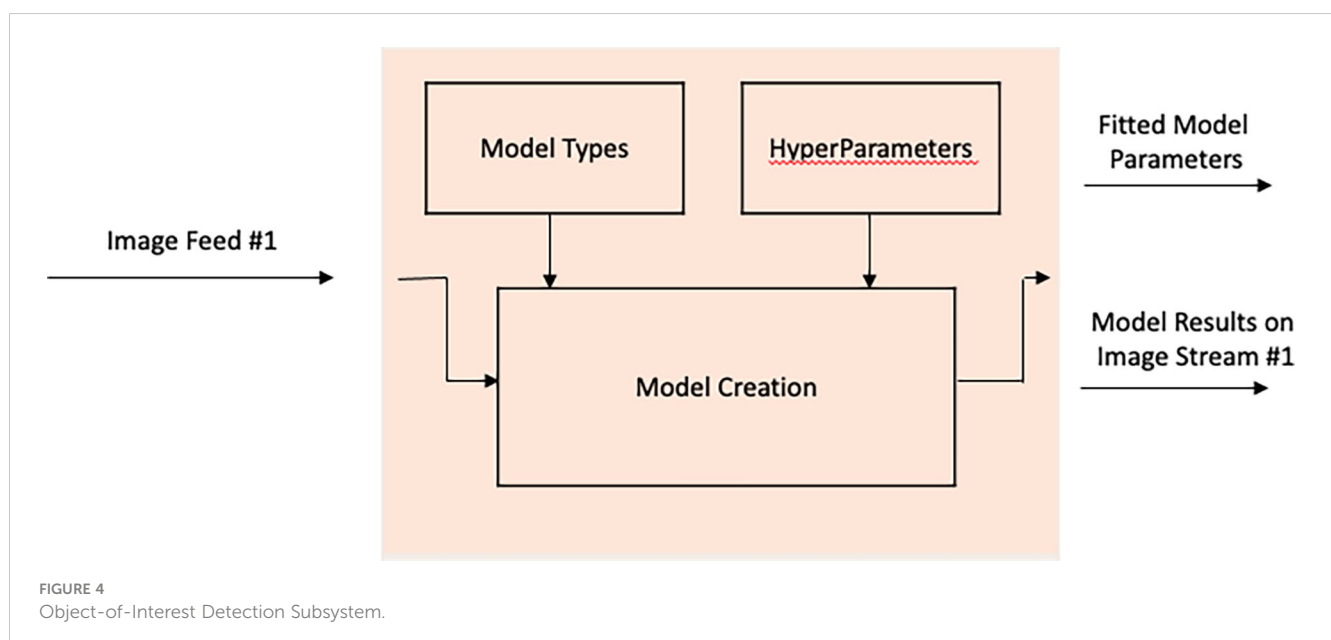 Model Types
HyperParameters
Fitted Model
Parameters
Image Feed #1
Model Results on
Image Stream #1
Model Creation
FIGURE 4
Object-of-Interest Detection Subsystem.